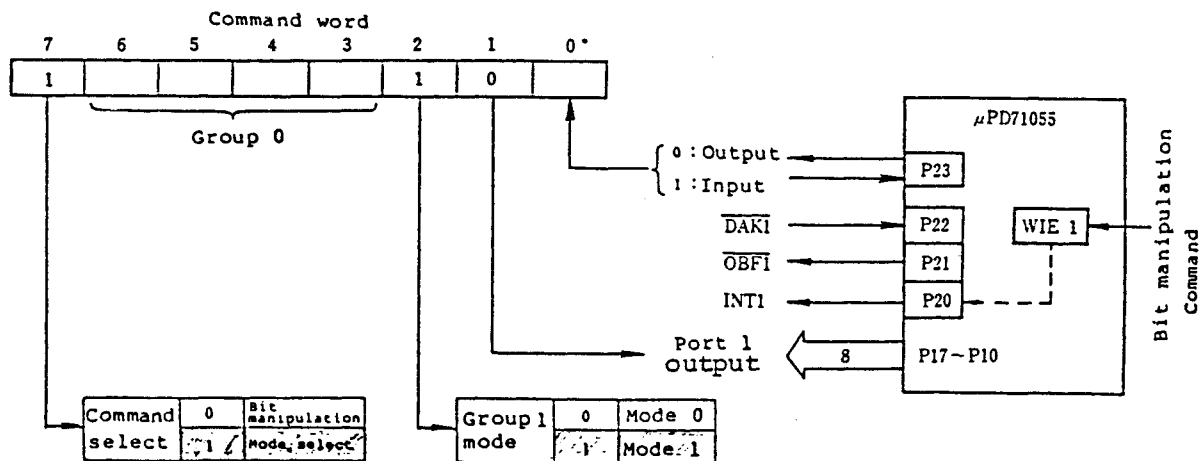 Command word
7 6 5 4 3 2 1 0*
1 1 0
Group 0
μPD71055
0 : Output
1 : Input
P23
DAK1
P22
WIE 1
OBF1
P21
INT1
P20
Port 1
output
8
P17~P10
Bit manipulation
Command
Command
select
0
Bit
manipulation
1
Mode select
Group 1
mode
0
Mode 0
1
Mode 1